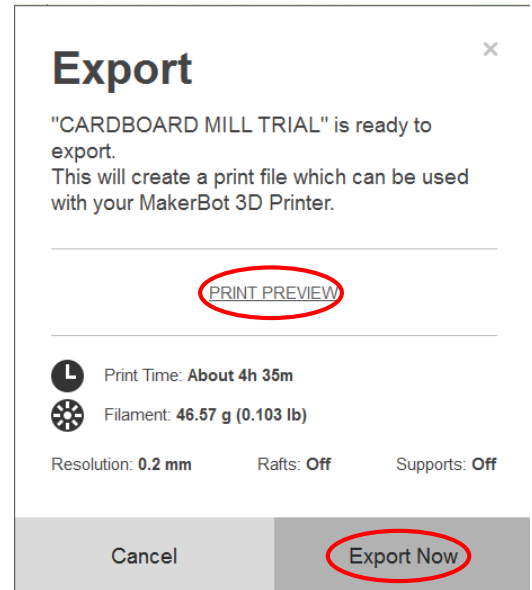 Export
"CARDBOARD MILL TRIAL" is ready to
export.
This will create a print file which can be used
with your MakerBot 3D Printer.
PRINT PREVIEW
Print Time: About 4h 35m
Filament: 46.57 g (0.103 lb)
Resolution: 0.2 mm Rafts: Off Supports: Off
Cancel Export Now